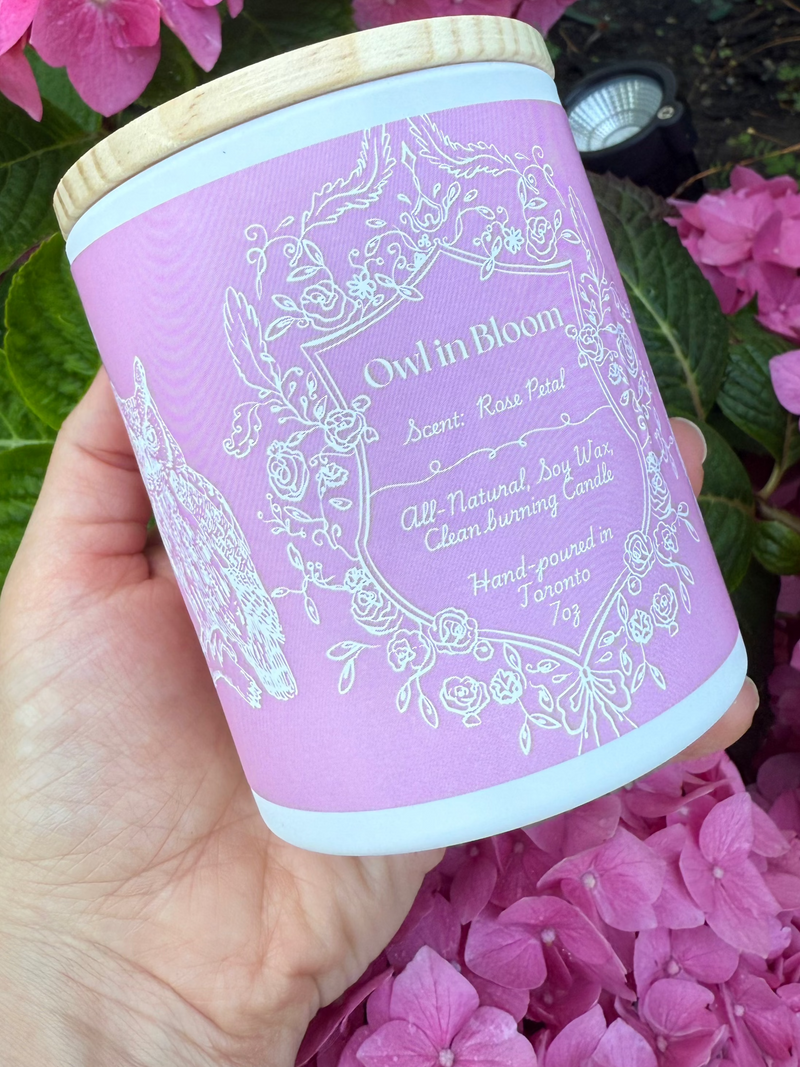 Owl in Bloom
Scent: Rose Petal
All-Natural, Soy Wax,
Clean burning Candle
Hand-poured in
Toronto
7oz